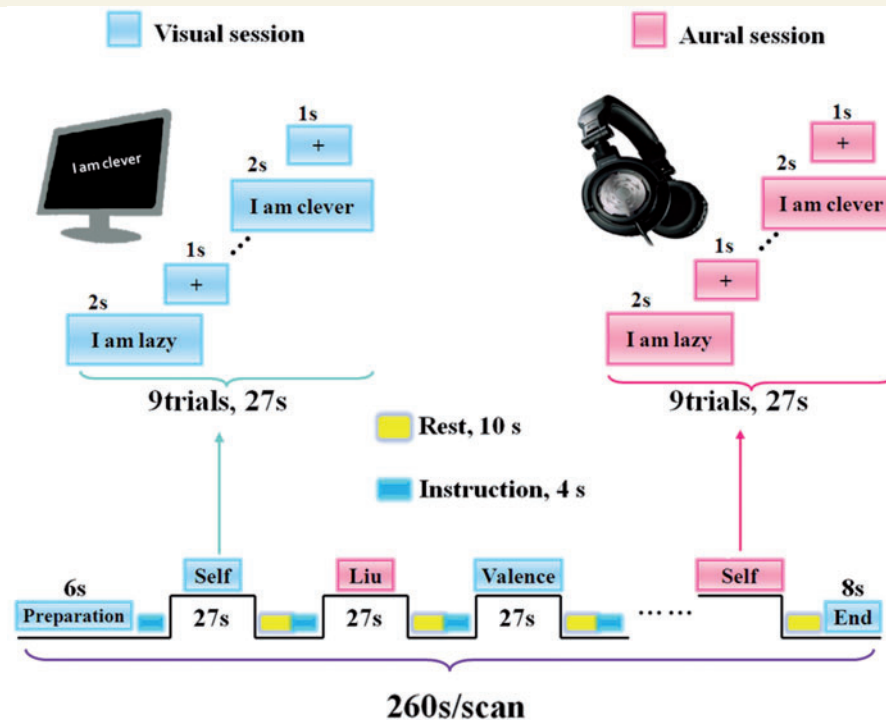 Visual session
Aural session
I am clever
1s
+
2s
I am clever
1s
+
2s
I am lazy
9trials, 27s
1s
+
2s
I am clever
1s
+
2s
I am lazy
9trials, 27s
Rest, 10 s
Instruction, 4 s
6s
Preparation
Self
27s
Liu
27s
Valence
27s
Self
8s
End
260s/scan